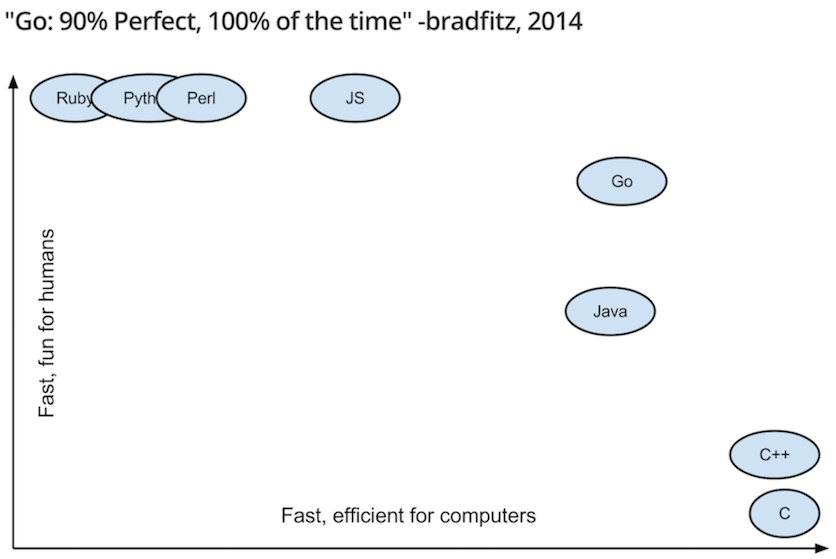 "Go: 90% Perfect, 100% of the time" -bradfitz, 2014
Ruby Pyth Perl JS
Go
Fast, fun for humans
Java
C++
Fast, efficient for computers
C